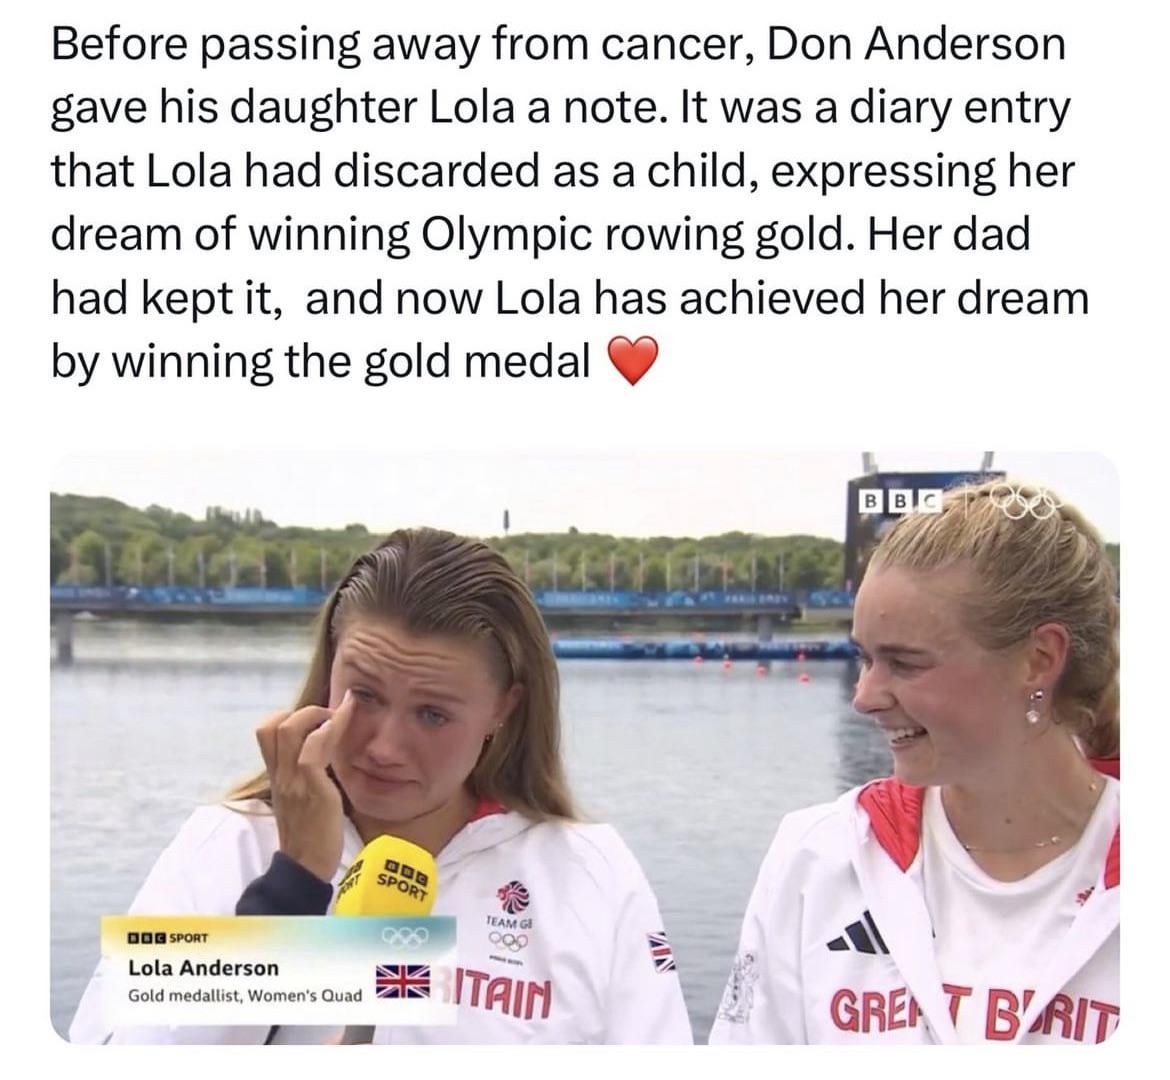 Before passing away from cancer, Don Anderson
gave his daughter Lola a note. It was a diary entry
that Lola had discarded as a child, expressing her
dream of winning Olympic rowing gold. Her dad
had kept it,  and now Lola has achieved her dream
by winning the gold medal ❤️
BBC
BBC
SPORT
TEAM GB
BBC SPORT
Lola Anderson
Gold medallist, Women's Quad
ITAIN
GREAT BRIT